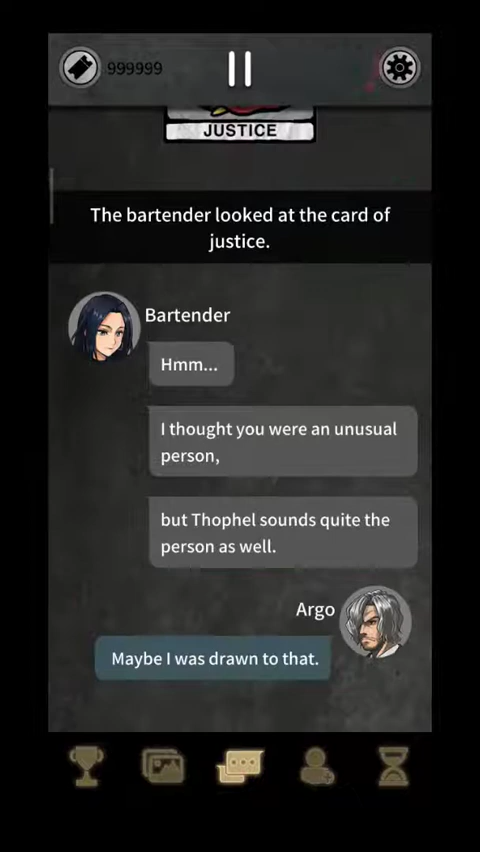 999999
JUSTICE
The bartender looked at the card of
justice.
Bartender
Hmm...
I thought you were an unusual
person,
but Thophel sounds quite the
person as well.
Argo
Maybe I was drawn to that.